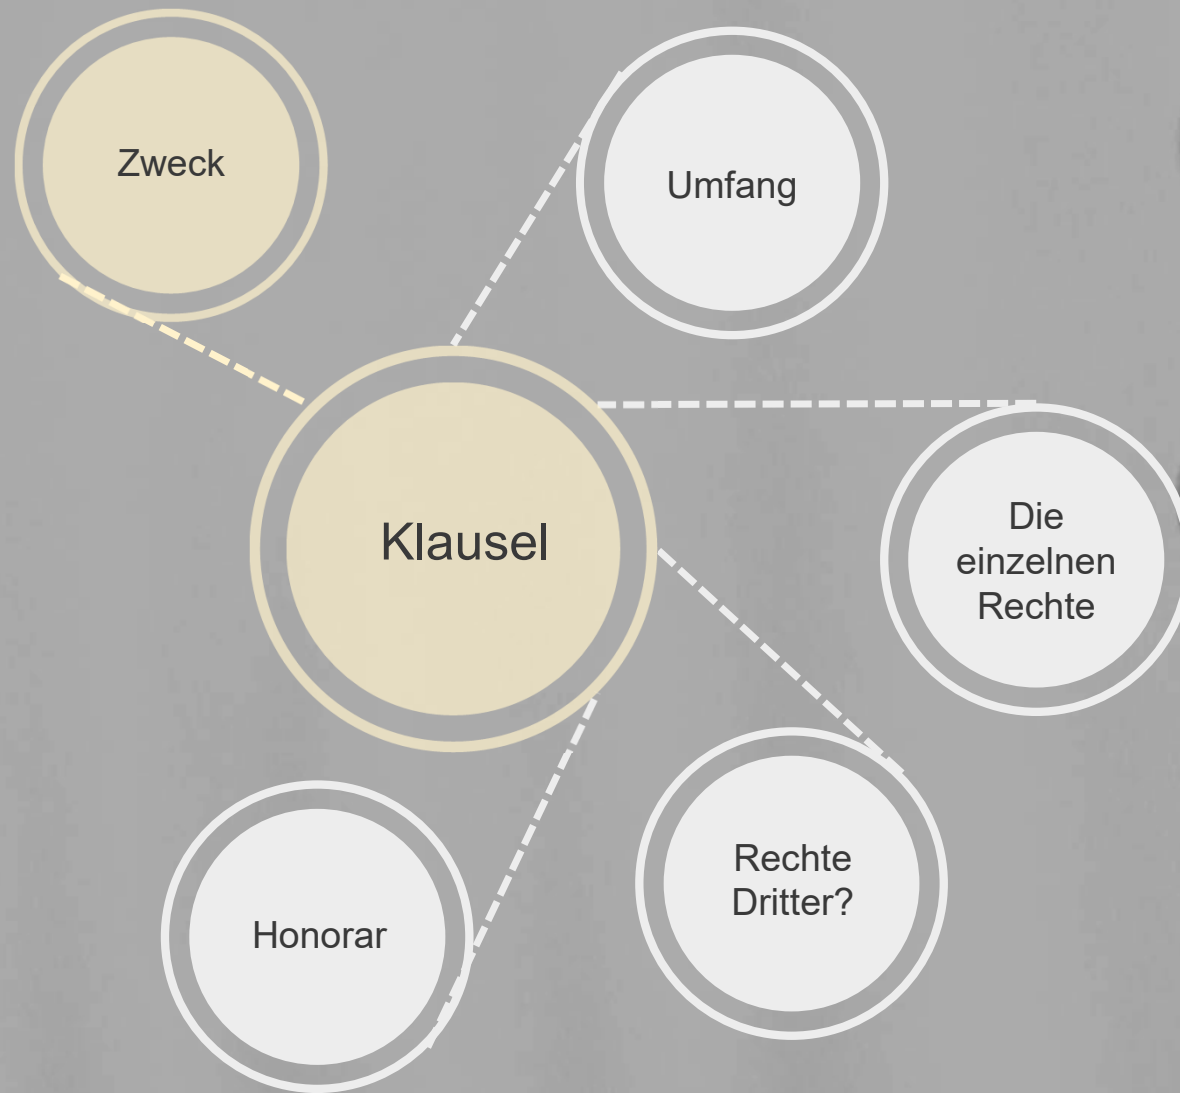 Zweck
Umfang
Klausel
Die
einzelnen
Rechte
Rechte
Dritter?
Honorar